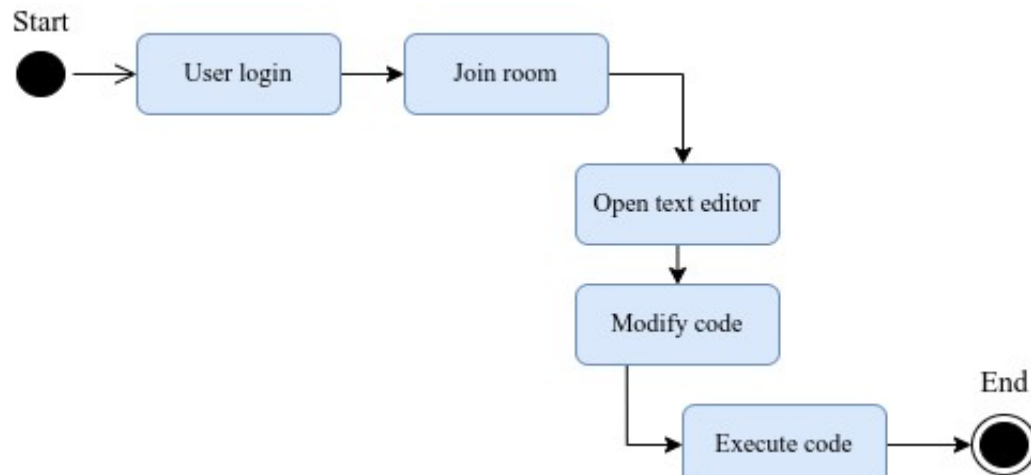 Start
User login
Join room
Open text editor
Modify code
End
Execute code